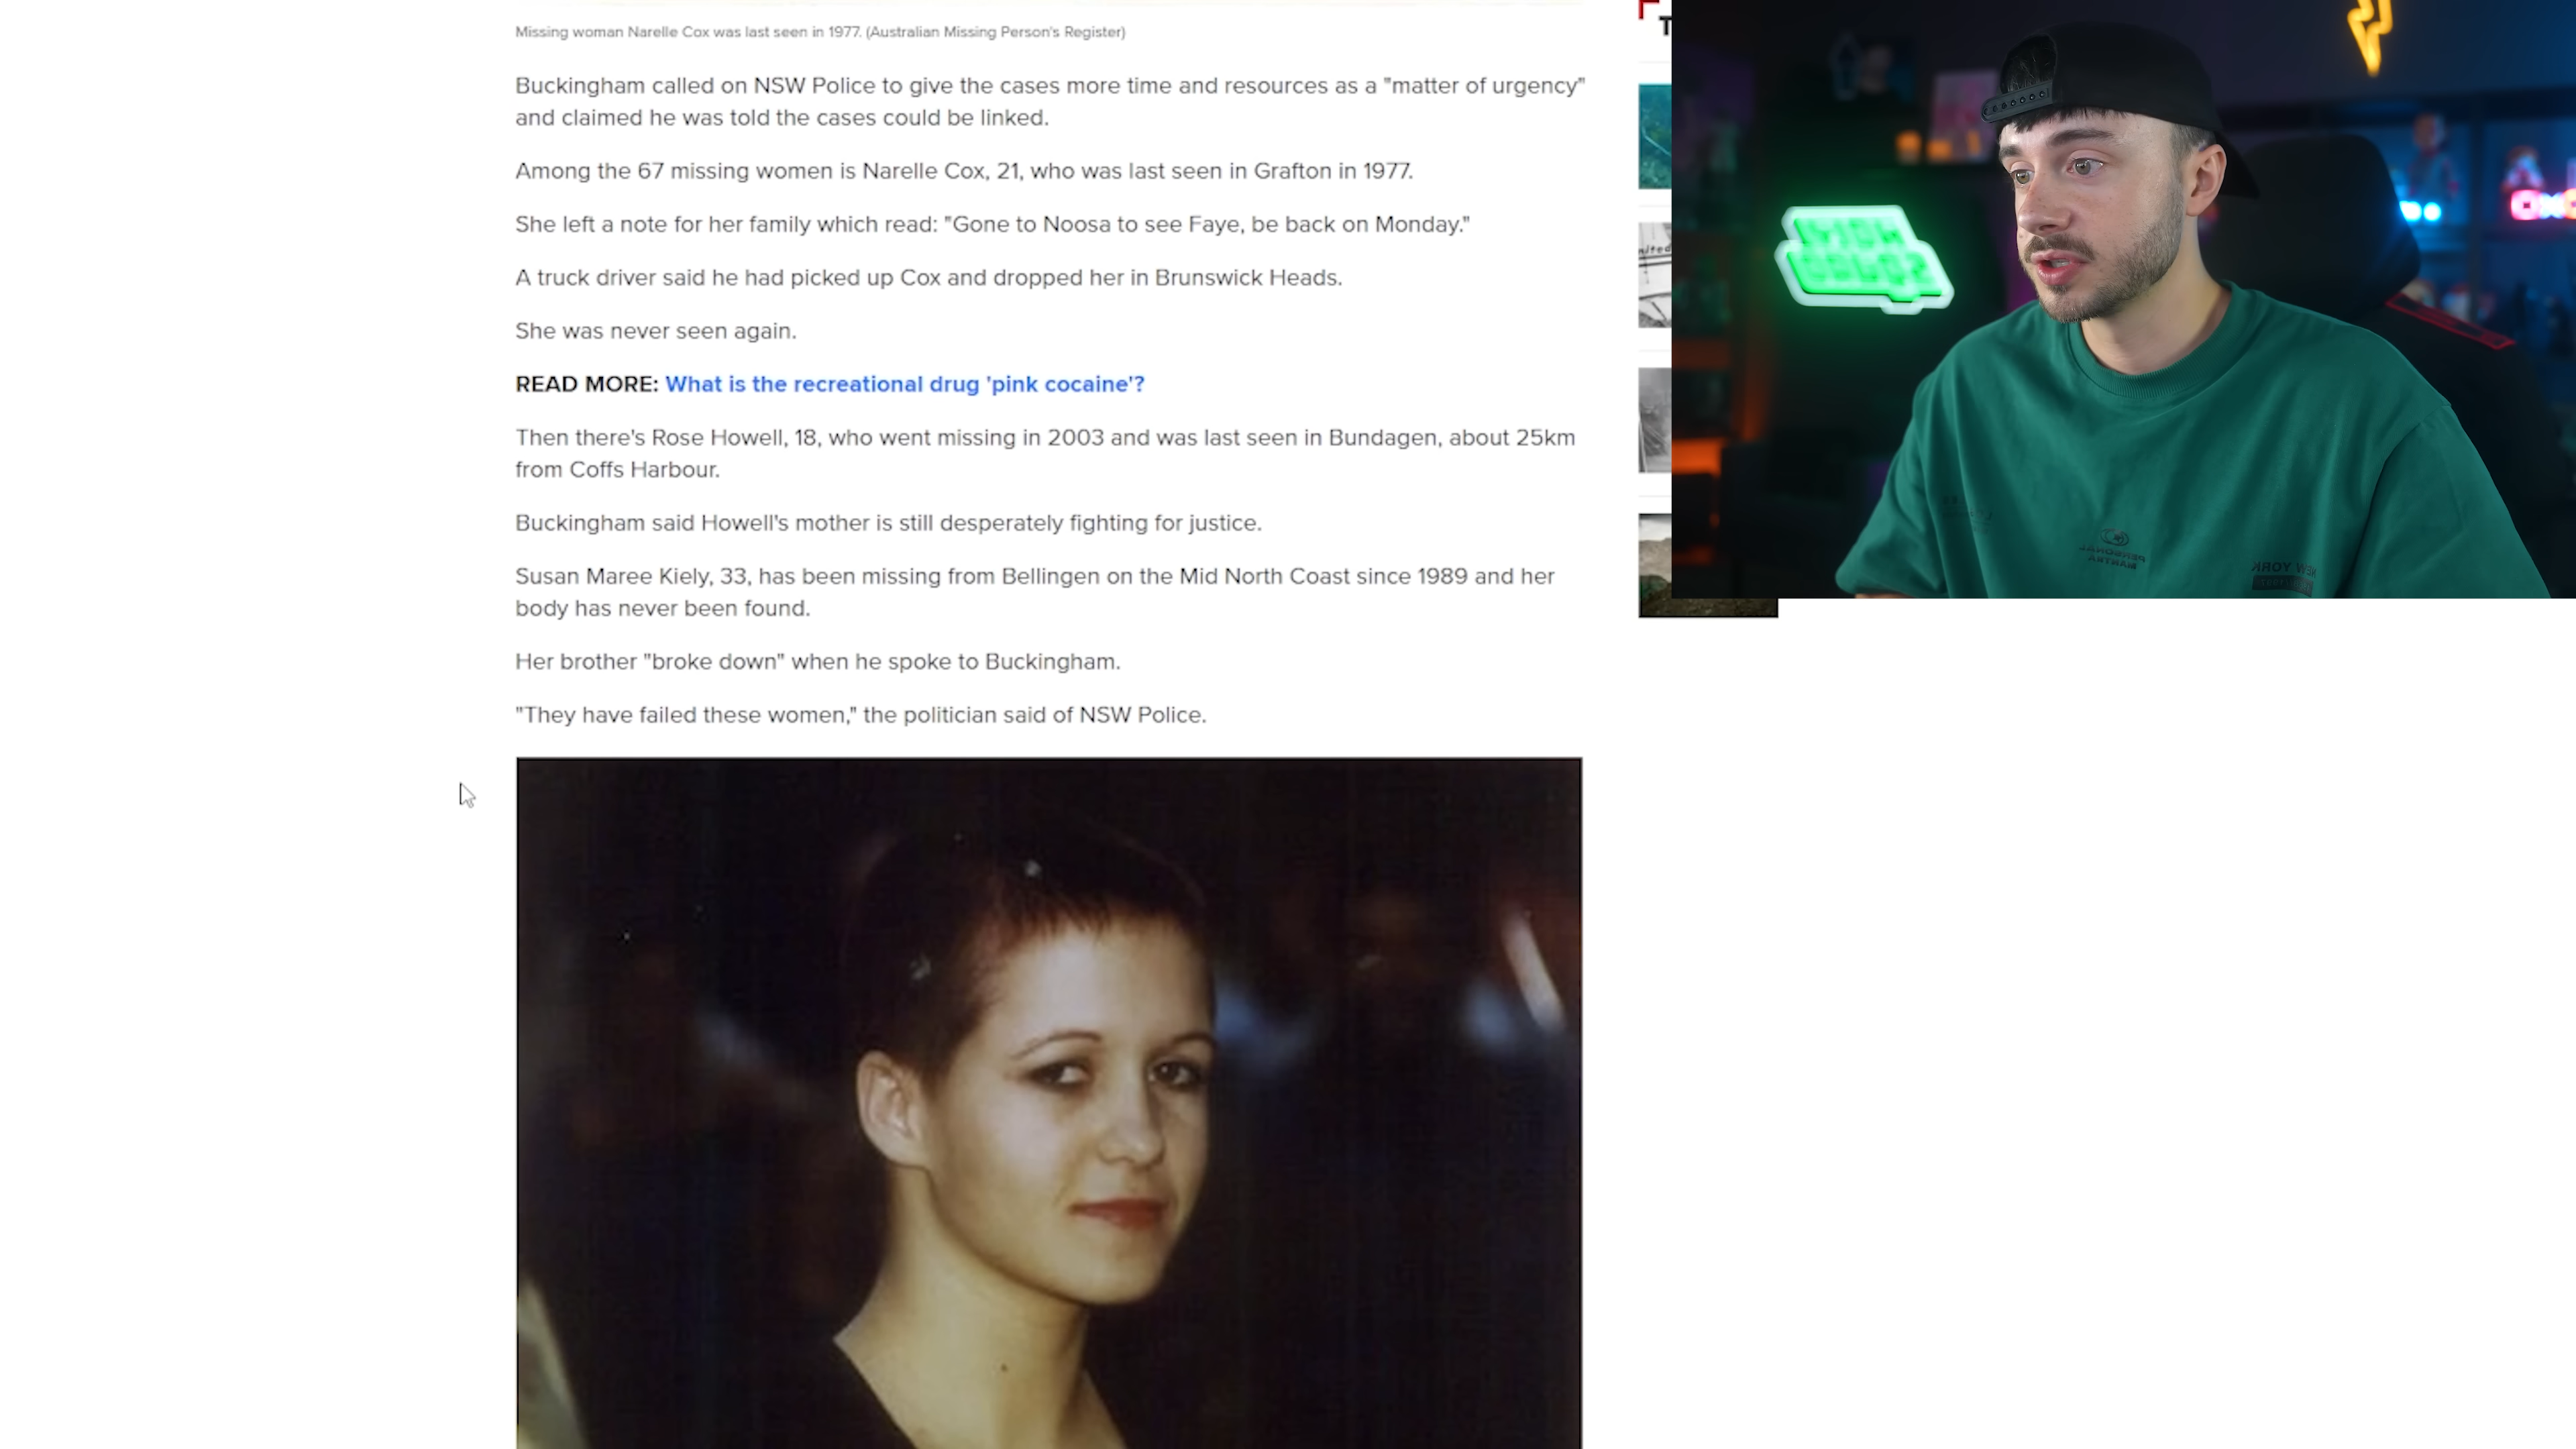 Missing woman Narelle Cox was last seen in 1977. (Australian Missing Person's Register)
Buckingham called on NSW Police to give the cases more time and resources as a "matter of urgency"
and claimed he was told the cases could be linked.
Among the 67 missing women is Narelle Cox, 21, who was last seen in Grafton in 1977.
She left a note for her family which read: "Gone to Noosa to see Faye, be back on Monday."
A truck driver said he had picked up Cox and dropped her in Brunswick Heads.
She was never seen again.
READ MORE: What is the recreational drug 'pink cocaine'?
Then there's Rose Howell, 18, who went missing in 2003 and was last seen in Bundagen, about 25km
from Coffs Harbour.
Buckingham said Howell's mother is still desperately fighting for justice.
Susan Maree Kiely, 33, has been missing from Bellingen on the Mid North Coast since 1989 and her
body has never been found.
Her brother "broke down" when he spoke to Buckingham.
"They have failed these women," the politician said of NSW Police.
PERSONAL
MANTRA
NEW YORK